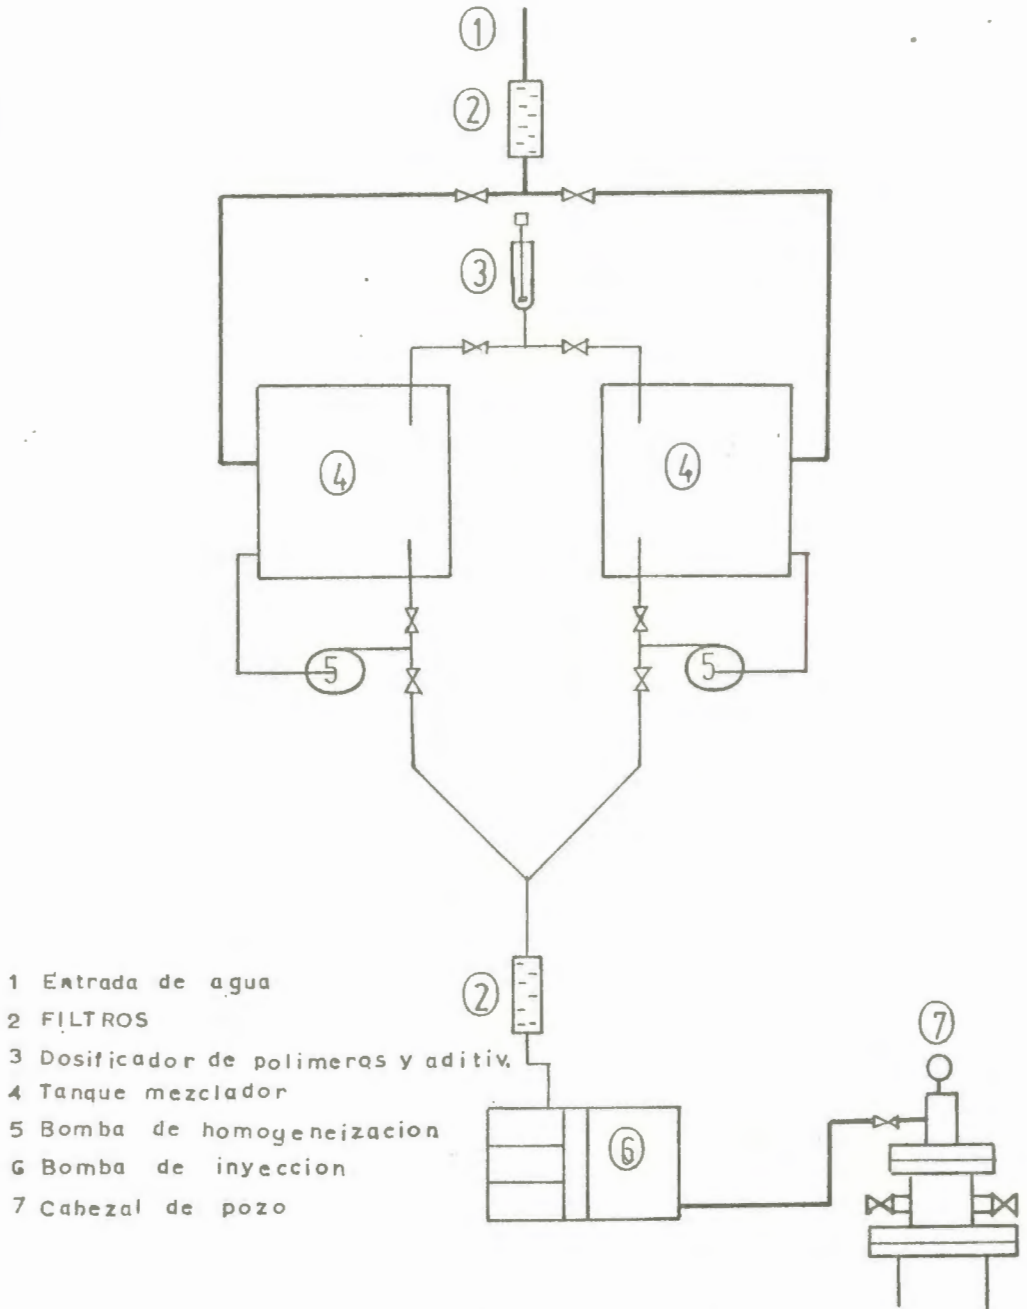 1
2
3
4
4
5
5
2
7
6
1 Entrada de agua
2 FILTROS
3 Dosificador de polimeros y aditiv.
4 Tanque mezclador
5 Bomba de homogeneizacion
6 Bomba de inyeccion
7 Cabezal de pozo